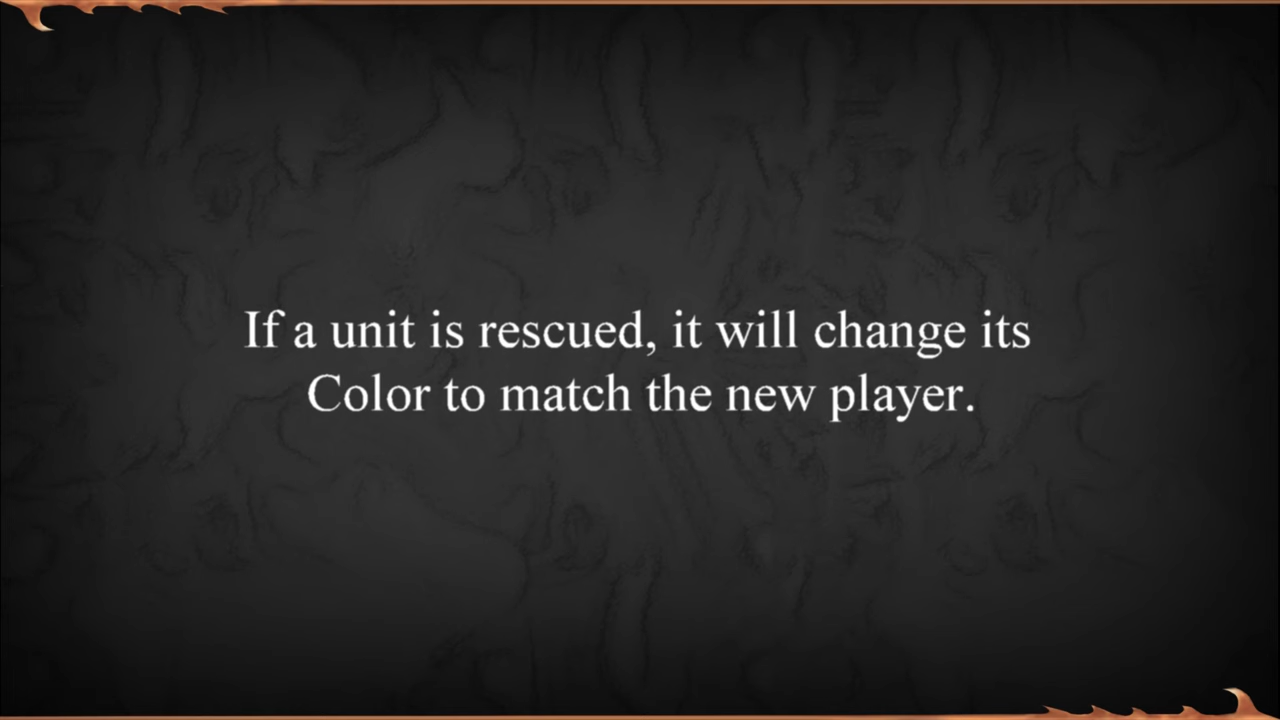 If a unit is rescued, it will change its
Color to match the new player.